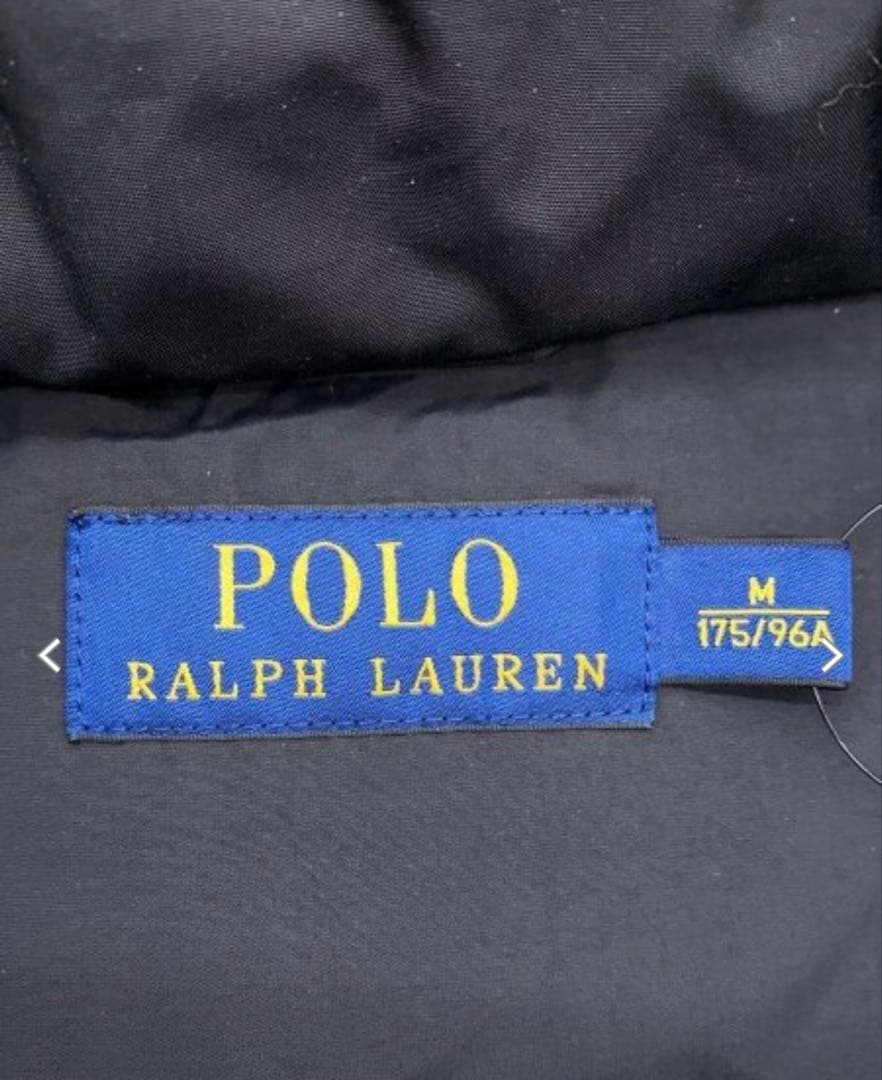 POLO
RALPH LAUREN
M
175/96A